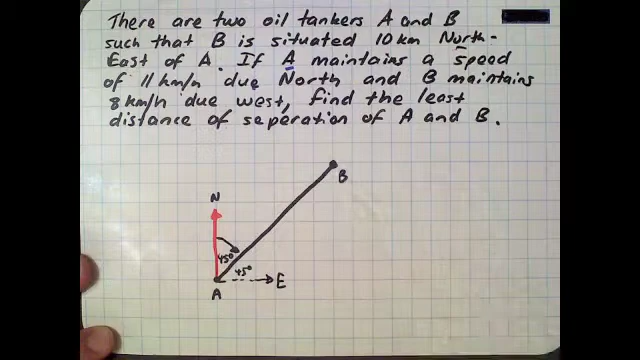 There are two oil tankers A and B
such that B is situated 10 km North-
East of A. If A maintains a speed
of 11 km/h due North and B maintains
8 km/h due west, find the least
distance of seperation of A and B.
B
N
45°
45°
E
A